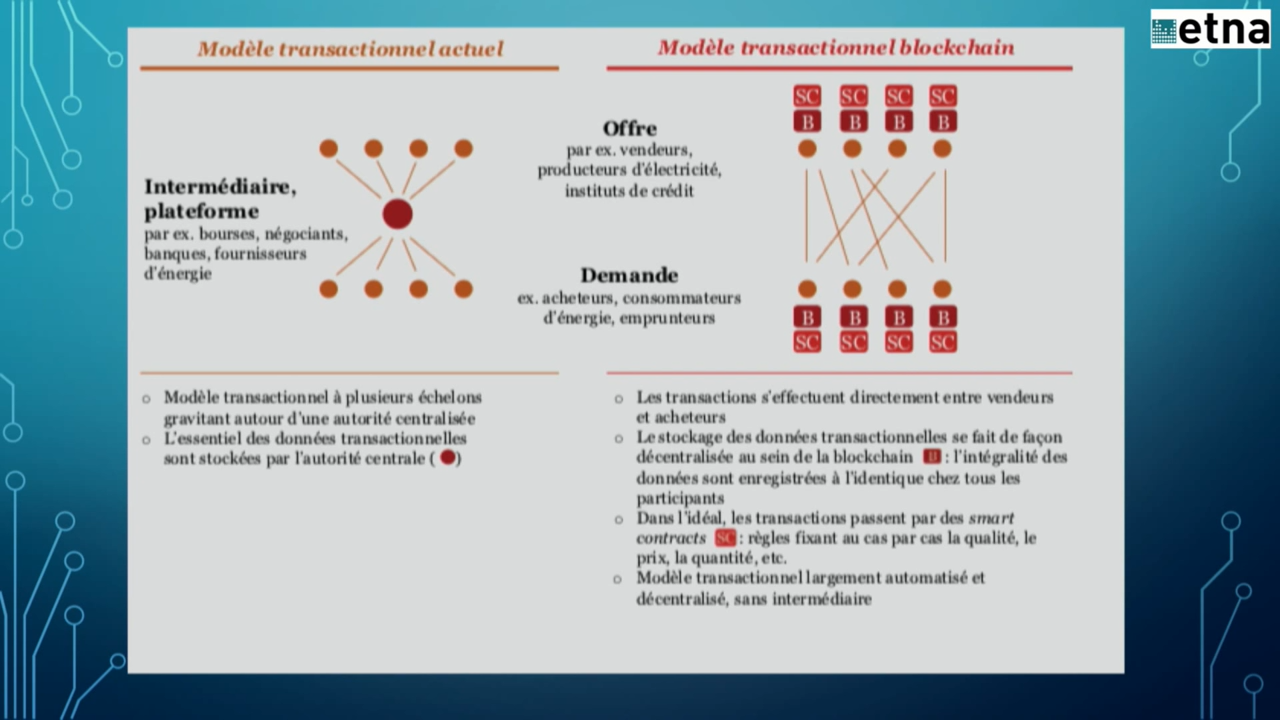 etna
Modèle transactionnel actuel
Intermédiaire,
plateforme
par ex. bourses, négociants,
banques, fournisseurs
d'énergie
Offre
par ex. vendeurs,
producteurs d'électricité,
instituts de crédit
Demande
ex. acheteurs, consommateurs
d'énergie, emprunteurs
Modèle transactionnel blockchain
SC SC SC SC
B B B B
B B B B
SC SC SC SC
o Modèle transactionnel à plusieurs échelons
gravitant autour d'une autorité centralisée
o L'essentiel des données transactionnelles
sont stockées par l'autorité centrale ( )
o Les transactions s'effectuent directement entre vendeurs
et acheteurs
o Le stockage des données transactionnelles se fait de façon
décentralisée au sein de la blockchain B : l'intégralité des
données sont enregistrées à l'identique chez tous les
participants
o Dans l'idéal, les transactions passent par des smart
contracts SC : règles fixant au cas par cas la qualité, le
prix, la quantité, etc.
o Modèle transactionnel largement automatisé et
décentralisé, sans intermédiaire